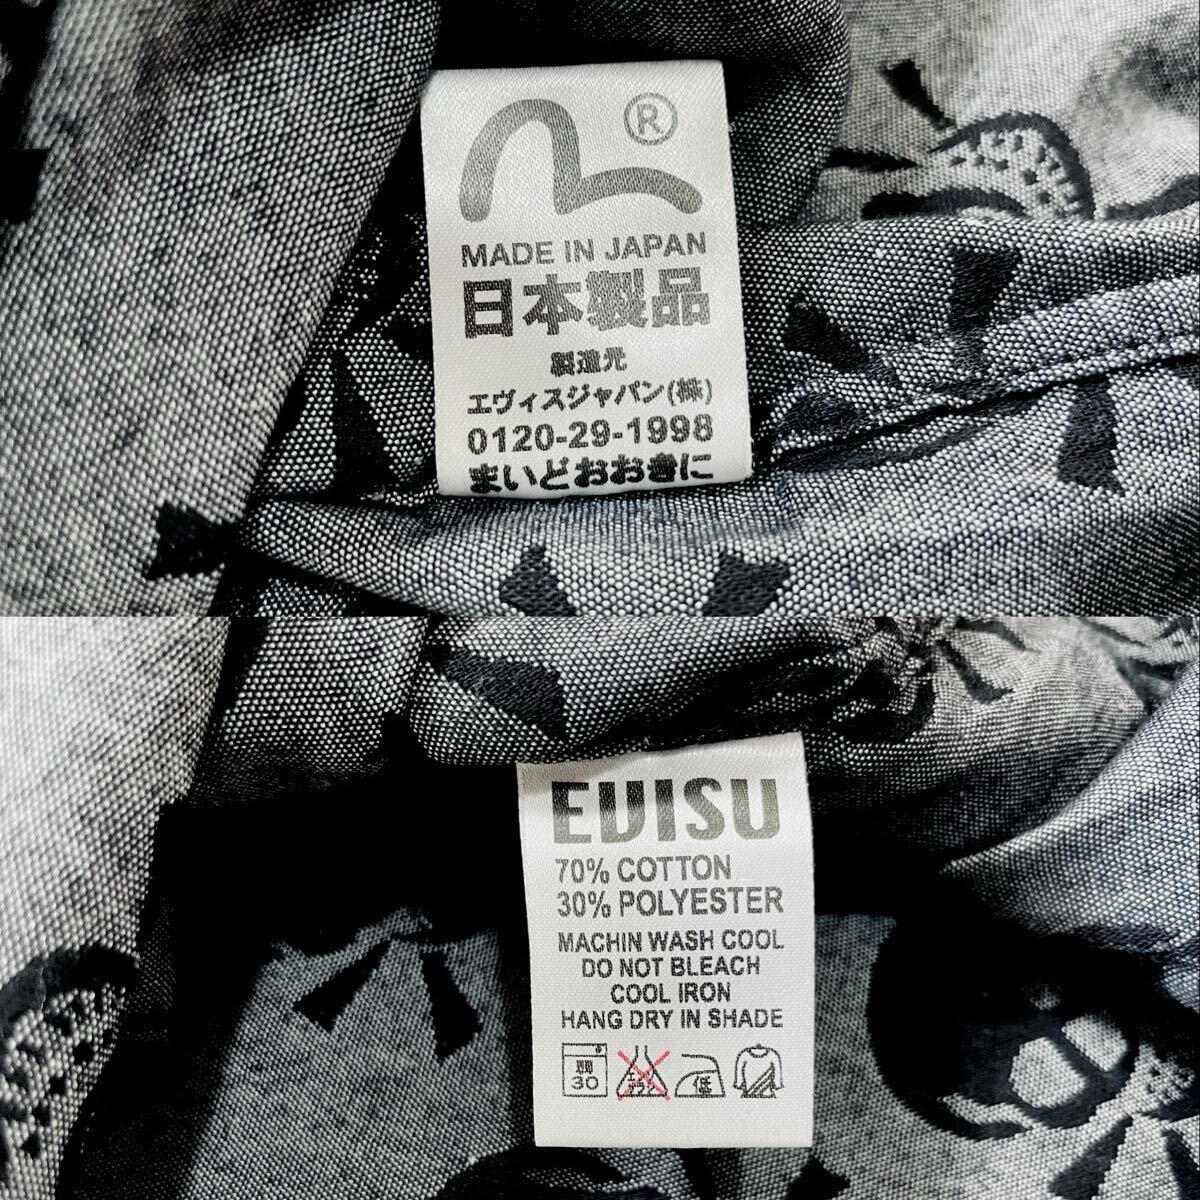 ®
MADE IN JAPAN
日本製品
製造元
エヴィスジャパン(株)
0120-29-1998
まいどおおきに
EVISU
70% COTTON
30% POLYESTER
MACHIN WASH COOL
DO NOT BLEACH
COOL IRON
HANG DRY IN SHADE
30
低